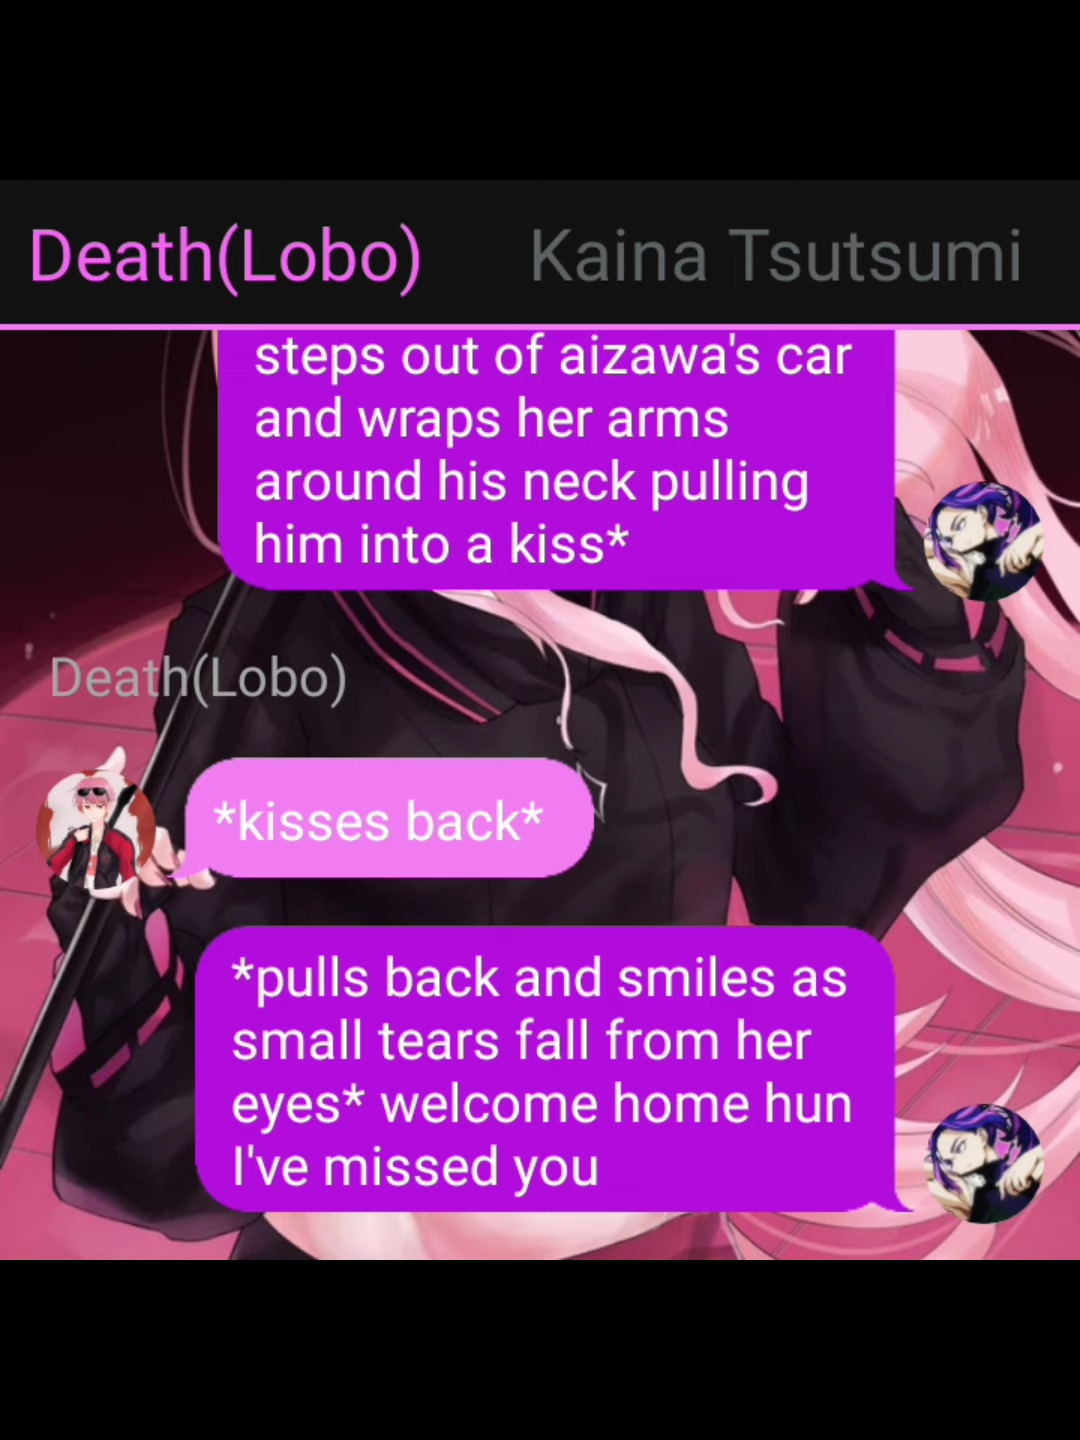 Death(Lobo) Kaina Tsutsumi
steps out of aizawa's car
and wraps her arms
around his neck pulling
him into a kiss*
Death(Lobo)
*kisses back*
*pulls back and smiles as
small tears fall from her
eyes* welcome home hun
I've missed you